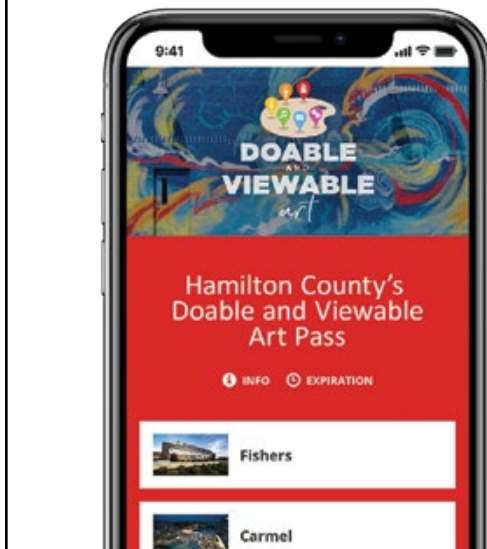 9:41
DOABLE
AND
VIEWABLE
art
Hamilton County's
Doable and Viewable
Art Pass
INFO EXPIRATION
Fishers
Carmel